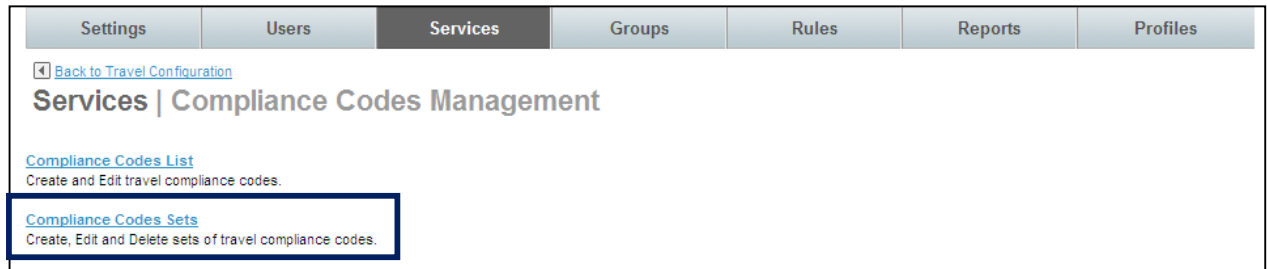 Settings Users Services Groups Rules Reports Profiles
Back to Travel Configuration
Services | Compliance Codes Management
Compliance Codes List
Create and Edit travel compliance codes.
Compliance Codes Sets
Create, Edit and Delete sets of travel compliance codes.